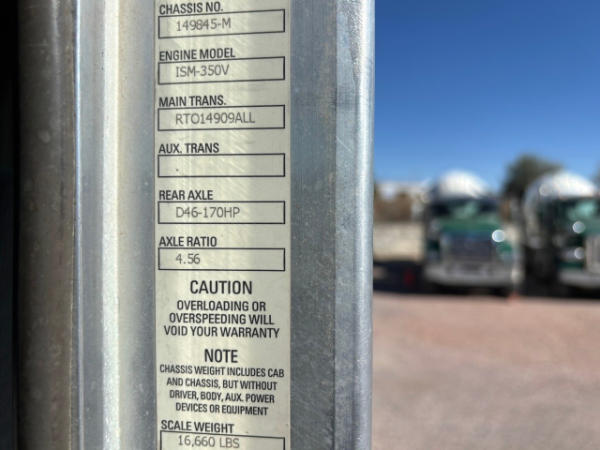 CHASSIS NO.
149845-M
ENGINE MODEL
ISM-350V
MAIN TRANS.
RTO14909ALL
AUX. TRANS
REAR AXLE
D46-170HP
AXLE RATIO
4.56
CAUTION
OVERLOADING OR
OVERSPEEDING WILL
VOID YOUR WARRANTY
NOTE
CHASSIS WEIGHT INCLUDES CAB
AND CHASSIS, BUT WITHOUT
DRIVER, BODY, AUX. POWER
DEVICES OR EQUIPMENT
SCALE WEIGHT
16,660 LBS